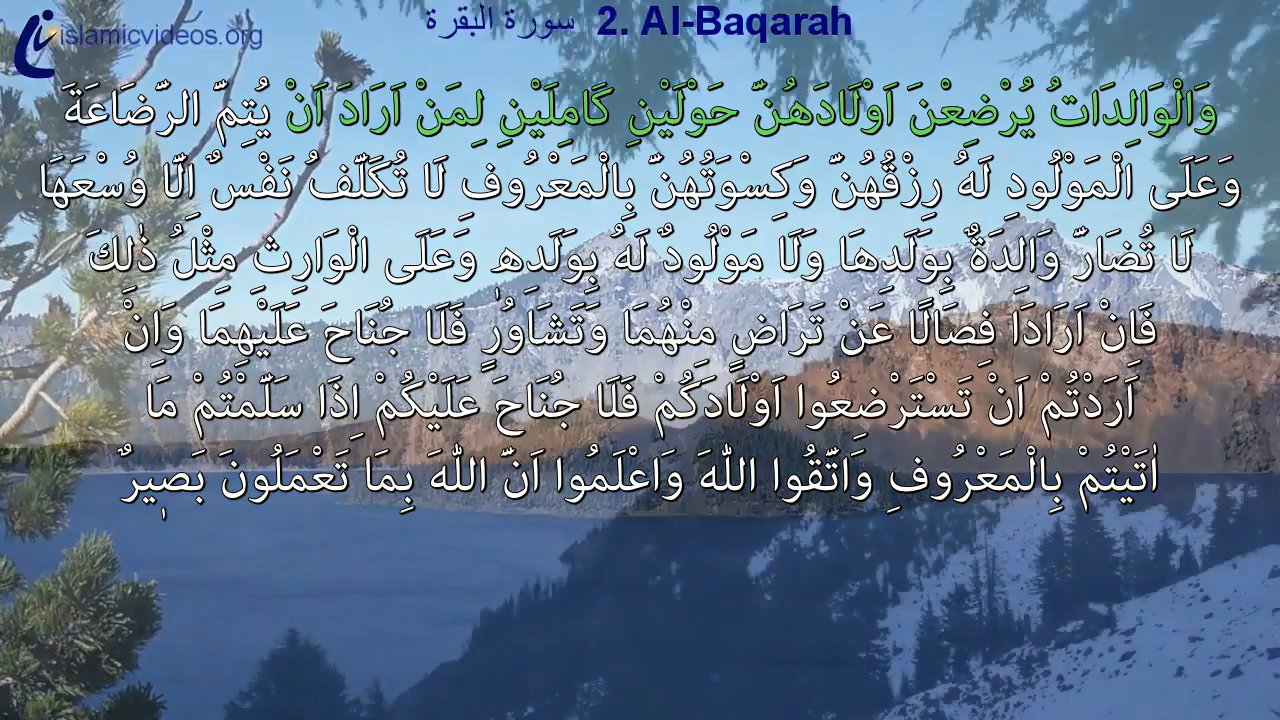 islamicvideos.org
سورة البقرة 2. Al-Baqarah
وَالْوَالِدَاتُ يُرْضِعْنَ اَوْلَادَهُنَّ حَوْلَيْنِ كَامِلَيْنِ لِمَنْ اَرَادَ اَنْ يُتِمَّ الرَّضَاعَةَ
وَعَلَى الْمَوْلُودِ لَهُ رِزْقُهُنَّ وَكِسْوَتُهُنَّ بِالْمَعْرُوفِ لَا تُكَلَّفُ نَفْسٌ اِلَّا وُسْعَهَا
لَا تُضَارَّ وَالِدَةٌ بِوَلَدِهَا وَلَا مَوْلُودٌ لَهُ بِوَلَدِهٖ وَعَلَى الْوَارِثِ مِثْلُ ذٰلِكَ
فَاِنْ اَرَادَا فِصَالًا عَنْ تَرَاضٍ مِنْهُمَا وَتَشَاوُرٍ فَلَا جُنَاحَ عَلَيْهِمَا وَاِنْ
اَرَدْتُمْ اَنْ تَسْتَرْضِعُوا اَوْلَادَكُمْ فَلَا جُنَاحَ عَلَيْكُمْ اِذَا سَلَّمْتُمْ مَا
اٰتَيْتُمْ بِالْمَعْرُوفِ وَاتَّقُوا اللّٰهَ وَاعْلَمُوا اَنَّ اللّٰهَ بِمَا تَعْمَلُونَ بَصٖيرٌ